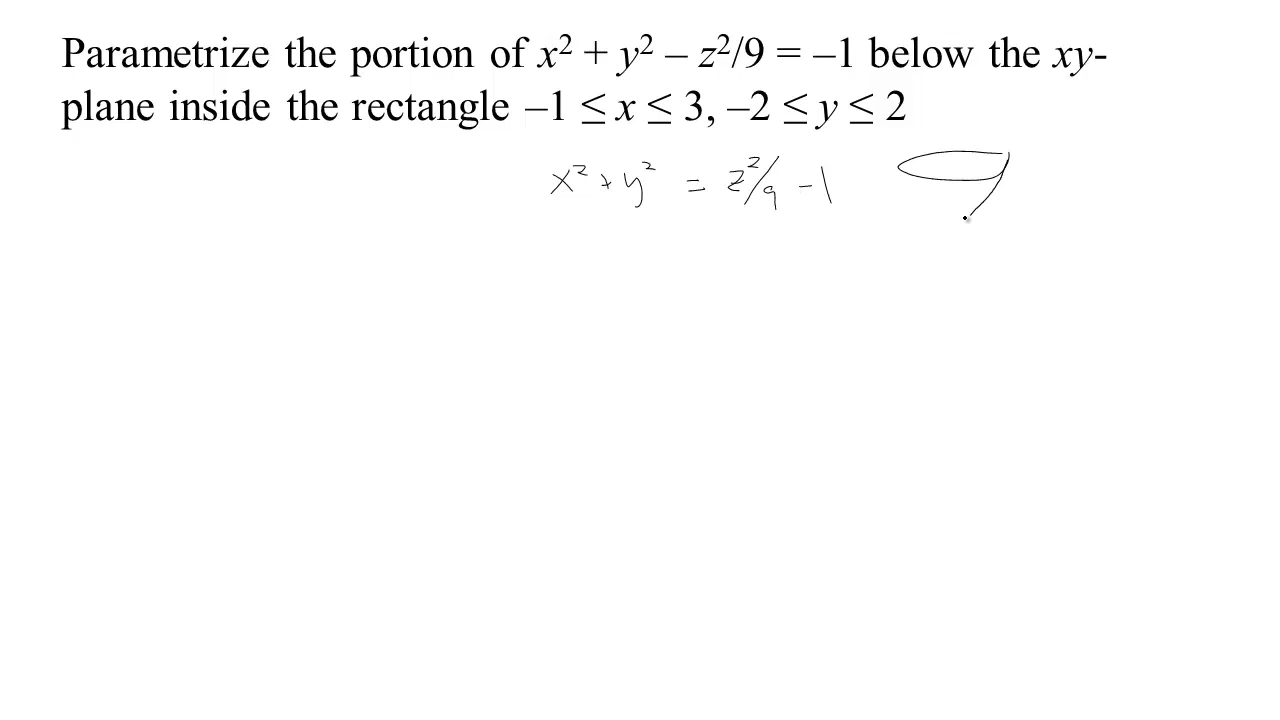 Parametrize the portion of x² + y² – z²/9 = –1 below the xy-
plane inside the rectangle –1 ≤ x ≤ 3, –2 ≤ y ≤ 2
x² + y² = z²/9 - 1